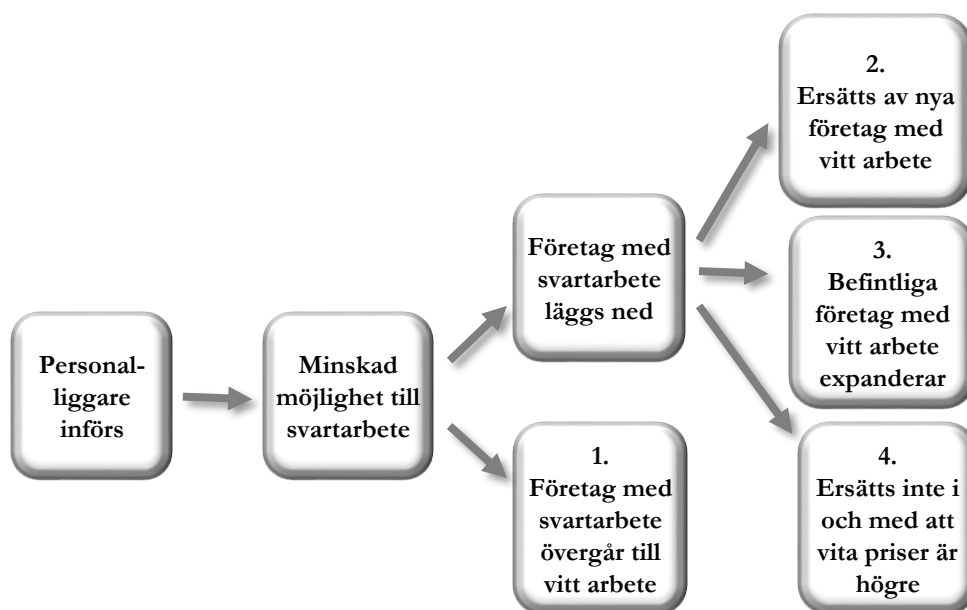 Personal-
liggare
införs
Minskad
möjlighet till
svartarbete
Företag med
svartarbete
läggs ned
1.
Företag med
svartarbete
övergår till
vitt arbete
2.
Ersätts av nya
företag med
vitt arbete
3.
Befintliga
företag med
vitt arbete
expanderar
4.
Ersätts inte i
och med att
vita priser är
högre